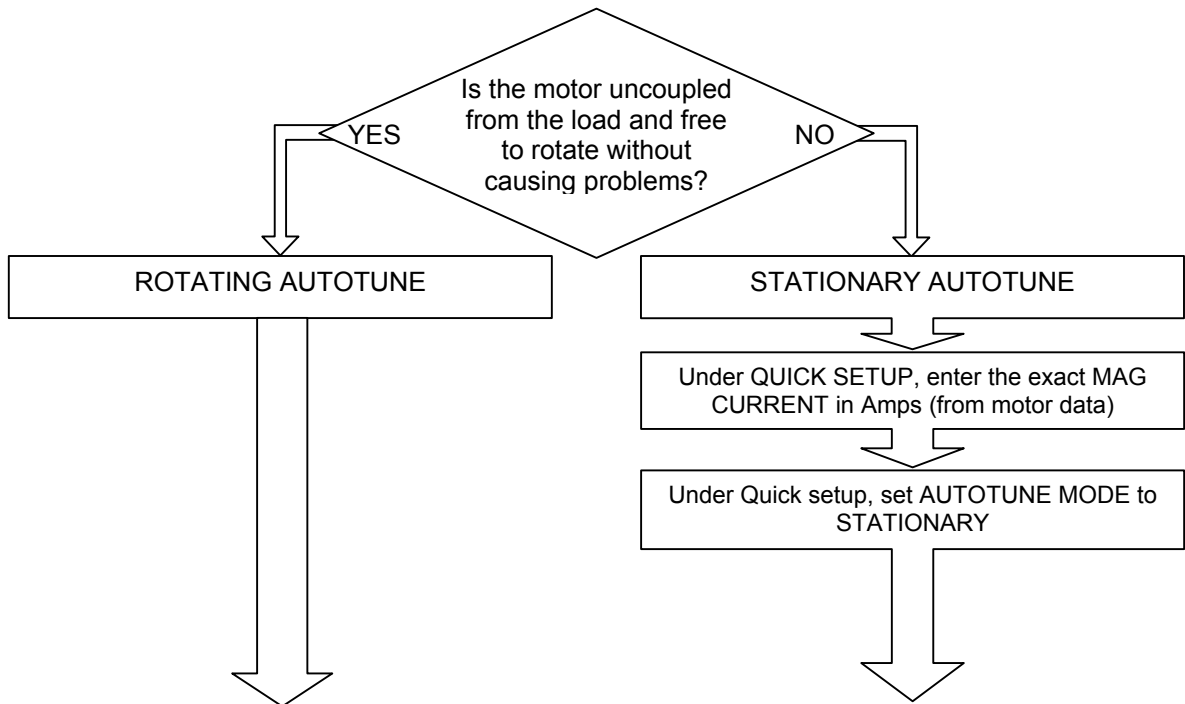 Is the motor uncoupled
from the load and free
to rotate without
causing problems?
YES
NO
ROTATING AUTOTUNE
STATIONARY AUTOTUNE
Under QUICK SETUP, enter the exact MAG
CURRENT in Amps (from motor data)
Under Quick setup, set AUTOTUNE MODE to
STATIONARY